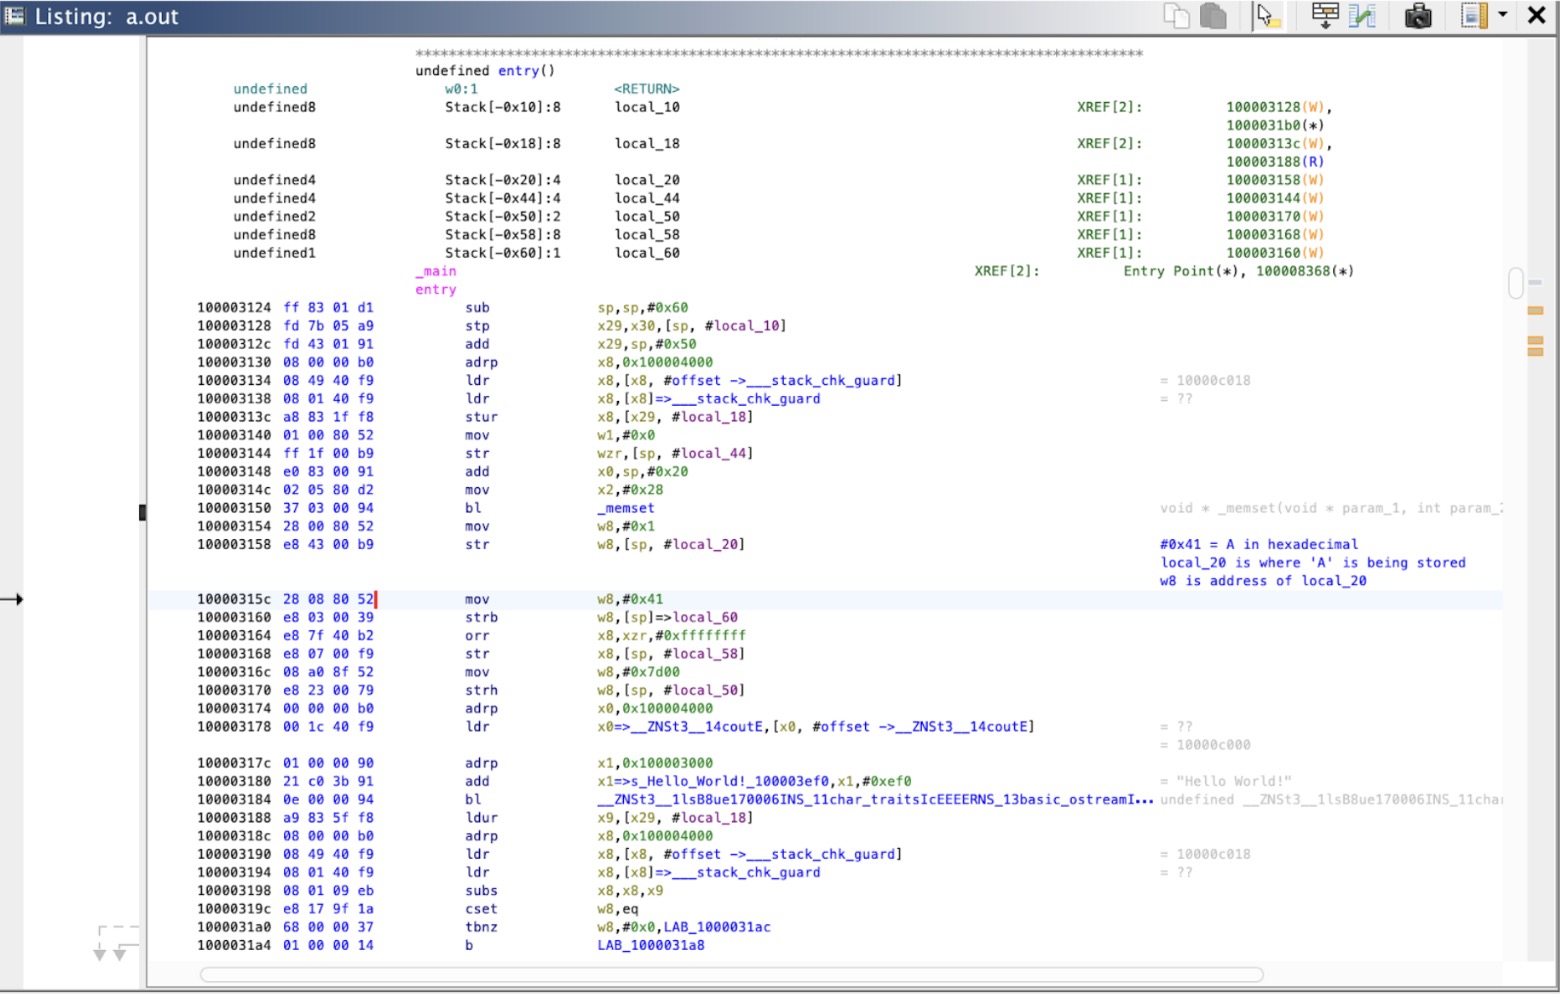 Listing: a.out
****************************************************************************************
undefined entry()
undefined w0:1 <RETURN>
undefined8 Stack[-0x10]:8 local_10 XREF[2]: 100003128(W),
1000031b0(*)
undefined8 Stack[-0x18]:8 local_18 XREF[2]: 10000313c(W),
100003188(R)
undefined4 Stack[-0x20]:4 local_20 XREF[1]: 100003158(W)
undefined4 Stack[-0x44]:4 local_44 XREF[1]: 100003144(W)
undefined2 Stack[-0x50]:2 local_50 XREF[1]: 100003170(W)
undefined8 Stack[-0x58]:8 local_58 XREF[1]: 100003168(W)
undefined1 Stack[-0x60]:1 local_60 XREF[1]: 100003160(W)
_main XREF[2]: Entry Point(*), 100008368(*)
entry
100003124 ff 83 01 d1 sub sp,sp,#0x60
100003128 fd 7b 05 a9 stp x29,x30,[sp, #local_10]
10000312c fd 43 01 91 add x29,sp,#0x50
100003130 08 00 00 b0 adrp x8,0x100004000
100003134 08 49 40 f9 ldr x8,[x8, #offset ->___stack_chk_guard] = 10000c018
100003138 08 01 40 f9 ldr x8,[x8]=>___stack_chk_guard = ??
10000313c a8 83 1f f8 stur x8,[x29, #local_18]
100003140 01 00 80 52 mov w1,#0x0
100003144 ff 1f 00 b9 str wzr,[sp, #local_44]
100003148 e0 83 00 91 add x0,sp,#0x20
10000314c 02 05 80 d2 mov x2,#0x28
100003150 37 03 00 94 bl _memset void * _memset(void * param_1, int param_2
100003154 28 00 80 52 mov w8,#0x1
100003158 e8 43 00 b9 str w8,[sp, #local_20] #0x41 = A in hexadecimal
local_20 is where 'A' is being stored
w8 is address of local_20
10000315c 28 08 80 52 mov w8,#0x41
100003160 e8 03 00 39 strb w8,[sp]=>local_60
100003164 e8 7f 40 b2 orr x8,xzr,#0xffffffff
100003168 e8 07 00 f9 str x8,[sp, #local_58]
10000316c 08 a0 8f 52 mov w8,#0x7d00
100003170 e8 23 00 79 strh w8,[sp, #local_50]
100003174 00 00 00 b0 adrp x0,0x100004000
100003178 00 1c 40 f9 ldr x0=>__ZNSt3__14coutE,[x0, #offset ->__ZNSt3__14coutE] = ??
= 10000c000
10000317c 01 00 00 90 adrp x1,0x100003000
100003180 21 c0 3b 91 add x1=>s_Hello_World!_100003ef0,x1,#0xef0 = "Hello World!"
100003184 0e 00 00 94 bl __ZNSt3__1lsB8ue170006INS_11char_traitsIcEEEERNS_13basic_ostreamI... undefined __ZNSt3__1lsB8ue170006INS_11char
100003188 a9 83 5f f8 ldur x9,[x29, #local_18]
10000318c 08 00 00 b0 adrp x8,0x100004000
100003190 08 49 40 f9 ldr x8,[x8, #offset ->___stack_chk_guard] = 10000c018
100003194 08 01 40 f9 ldr x8,[x8]=>___stack_chk_guard = ??
100003198 08 01 09 eb subs x8,x8,x9
10000319c e8 17 9f 1a cset w8,eq
1000031a0 68 00 00 37 tbnz w8,#0x0,LAB_1000031ac
1000031a4 01 00 00 14 b LAB_1000031a8